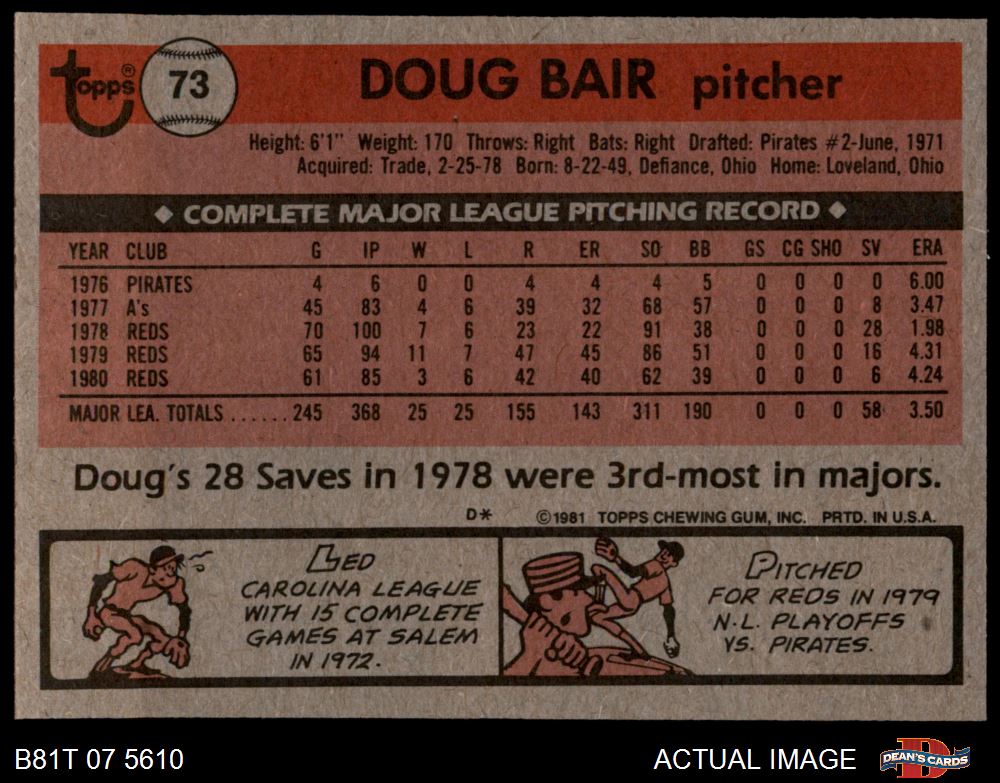 topps® 73 DOUG BAIR pitcher
Height: 6'1" Weight: 170 Throws: Right Bats: Right Drafted: Pirates #2-June, 1971
Acquired: Trade, 2-25-78 Born: 8-22-49, Defiance, Ohio Home: Loveland, Ohio
◆ COMPLETE MAJOR LEAGUE PITCHING RECORD ◆
YEAR CLUB G IP W L R ER SO BB GS CG SHO SV ERA
1976 PIRATES 4 6 0 0 4 4 4 5 0 0 0 0 6.00
1977 A's 45 83 4 6 39 32 68 57 0 0 0 8 3.47
1978 REDS 70 100 7 6 23 22 91 38 0 0 0 28 1.98
1979 REDS 65 94 11 7 47 45 86 51 0 0 0 16 4.31
1980 REDS 61 85 3 6 42 40 62 39 0 0 0 6 4.24
MAJOR LEA. TOTALS ...... 245 368 25 25 155 143 311 190 0 0 0 58 3.50
Doug's 28 Saves in 1978 were 3rd-most in majors.
D* ©1981 TOPPS CHEWING GUM, INC. PRTD. IN U.S.A.
LED
CAROLINA LEAGUE
WITH 15 COMPLETE
GAMES AT SALEM
IN 1972.
PITCHED
FOR REDS IN 1979
N.L. PLAYOFFS
VS. PIRATES.
B81T 07 5610 ACTUAL IMAGE DEAN'S CARDS